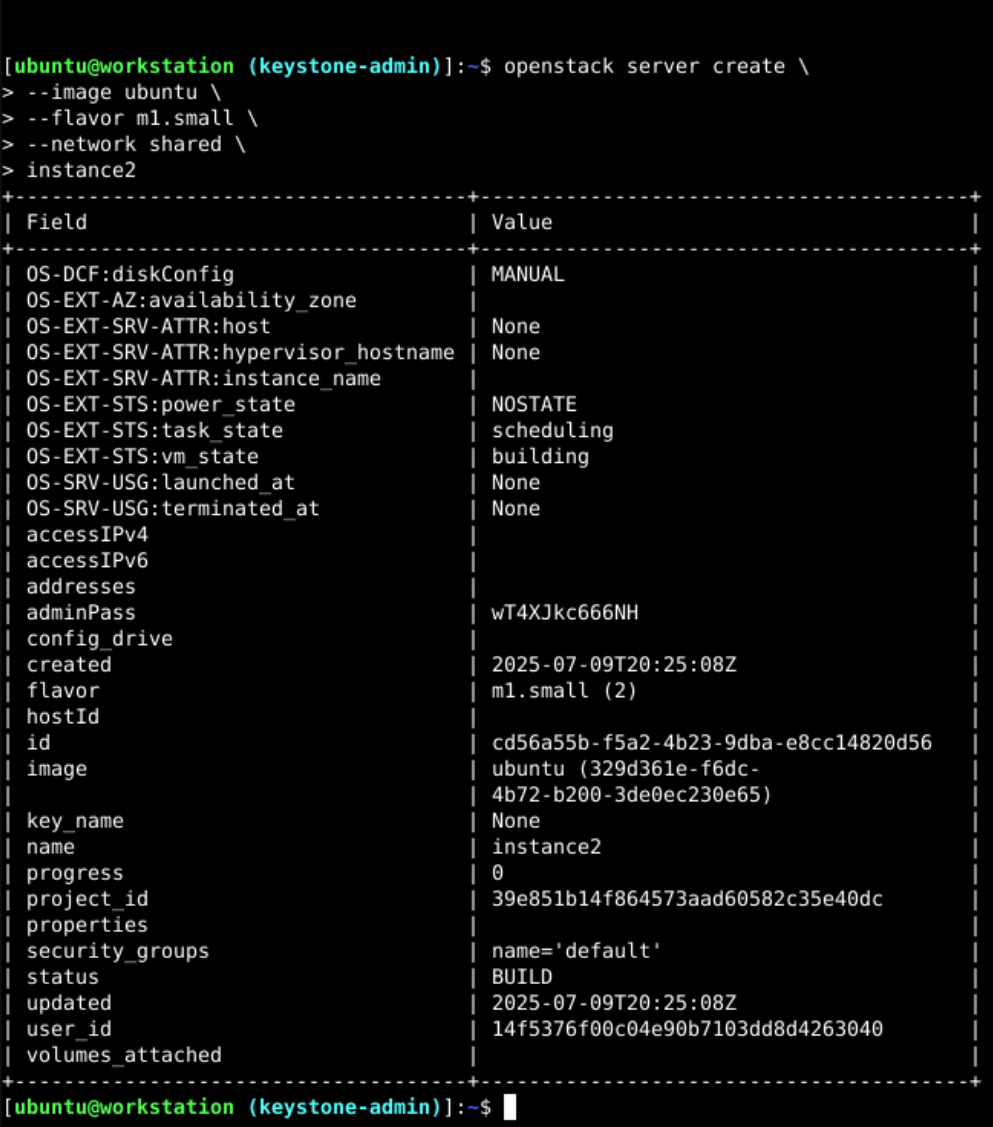 [ubuntu@workstation (keystone-admin)]:~$ openstack server create \
> --image ubuntu \
> --flavor m1.small \
> --network shared \
> instance2
+-------------------------------------+----------------------------------------+
| Field                               | Value                                  |
+-------------------------------------+----------------------------------------+
| OS-DCF:diskConfig                   | MANUAL                                 |
| OS-EXT-AZ:availability_zone         |                                        |
| OS-EXT-SRV-ATTR:host                | None                                   |
| OS-EXT-SRV-ATTR:hypervisor_hostname | None                                   |
| OS-EXT-SRV-ATTR:instance_name       |                                        |
| OS-EXT-STS:power_state              | NOSTATE                                |
| OS-EXT-STS:task_state               | scheduling                             |
| OS-EXT-STS:vm_state                 | building                               |
| OS-SRV-USG:launched_at              | None                                   |
| OS-SRV-USG:terminated_at            | None                                   |
| accessIPv4                          |                                        |
| accessIPv6                          |                                        |
| addresses                           |                                        |
| adminPass                           | wT4XJkc666NH                           |
| config_drive                        |                                        |
| created                             | 2025-07-09T20:25:08Z                   |
| flavor                              | m1.small (2)                           |
| hostId                              |                                        |
| id                                  | cd56a55b-f5a2-4b23-9dba-e8cc14820d56   |
| image                               | ubuntu (329d361e-f6dc-                 |
|                                     | 4b72-b200-3de0ec230e65)                |
| key_name                            | None                                   |
| name                                | instance2                              |
| progress                            | 0                                      |
| project_id                          | 39e851b14f864573aad60582c35e40dc       |
| properties                          |                                        |
| security_groups                     | name='default'                         |
| status                              | BUILD                                  |
| updated                             | 2025-07-09T20:25:08Z                   |
| user_id                             | 14f5376f00c04e90b7103dd8d4263040       |
| volumes_attached                    |                                        |
+-------------------------------------+----------------------------------------+
[ubuntu@workstation (keystone-admin)]:~$